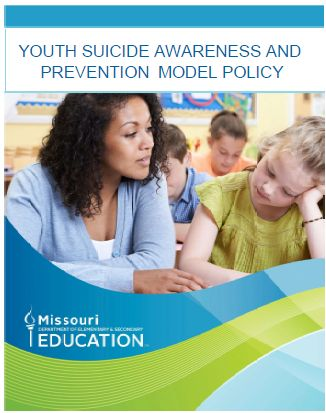 YOUTH SUICIDE AWARENESS AND
PREVENTION MODEL POLICY
Missouri
DEPARTMENT OF ELEMENTARY & SECONDARY
EDUCATION